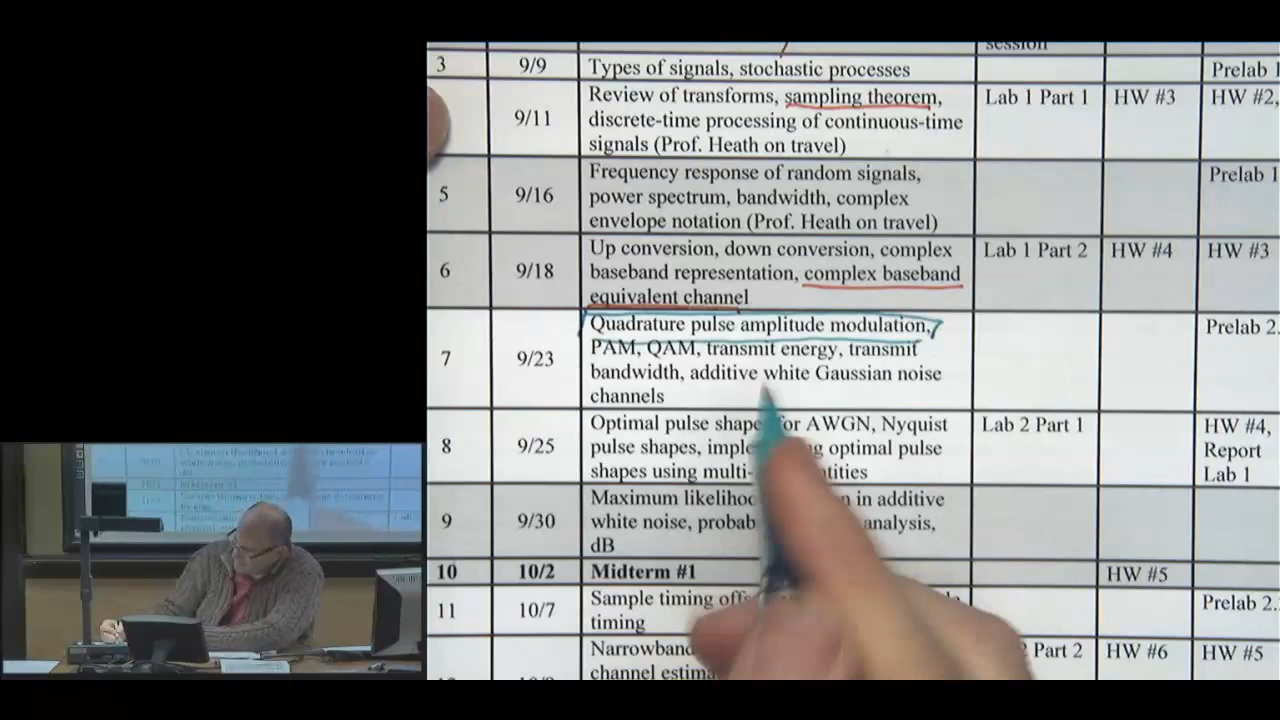 session
3 9/9 Types of signals, stochastic processes Prelab 1
Review of transforms, sampling theorem, Lab 1 Part 1 HW #3 HW #2,
9/11 discrete-time processing of continuous-time
signals (Prof. Heath on travel)
Frequency response of random signals, Prelab 1
5 9/16 power spectrum, bandwidth, complex
envelope notation (Prof. Heath on travel)
Up conversion, down conversion, complex Lab 1 Part 2 HW #4 HW #3
6 9/18 baseband representation, complex baseband
equivalent channel
Quadrature pulse amplitude modulation, Prelab 2.
7 9/23 PAM, QAM, transmit energy, transmit
bandwidth, additive white Gaussian noise
channels
Optimal pulse shape for AWGN, Nyquist Lab 2 Part 1 HW #4,
8 9/25 pulse shapes, optimal pulse Report
shapes using multi- Lab 1
Maximum in additive
9 9/30 white noise, analysis,
dB
10 10/2 Midterm #1 HW #5
11 10/7 Sample timing Prelab 2.
timing
Part 2 HW #6 HW #5
channel